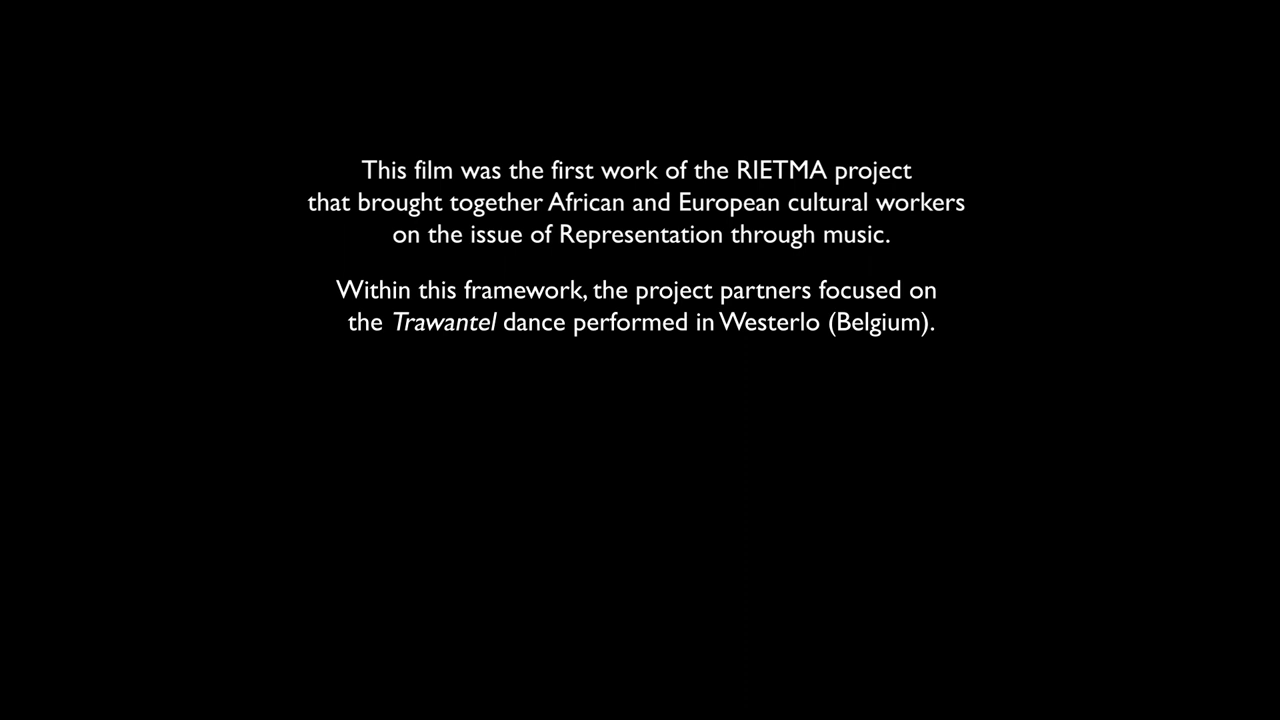 This film was the first work of the RIETMA project
that brought together African and European cultural workers
on the issue of Representation through music.
Within this framework, the project partners focused on
the Trawantel dance performed in Westerlo (Belgium).